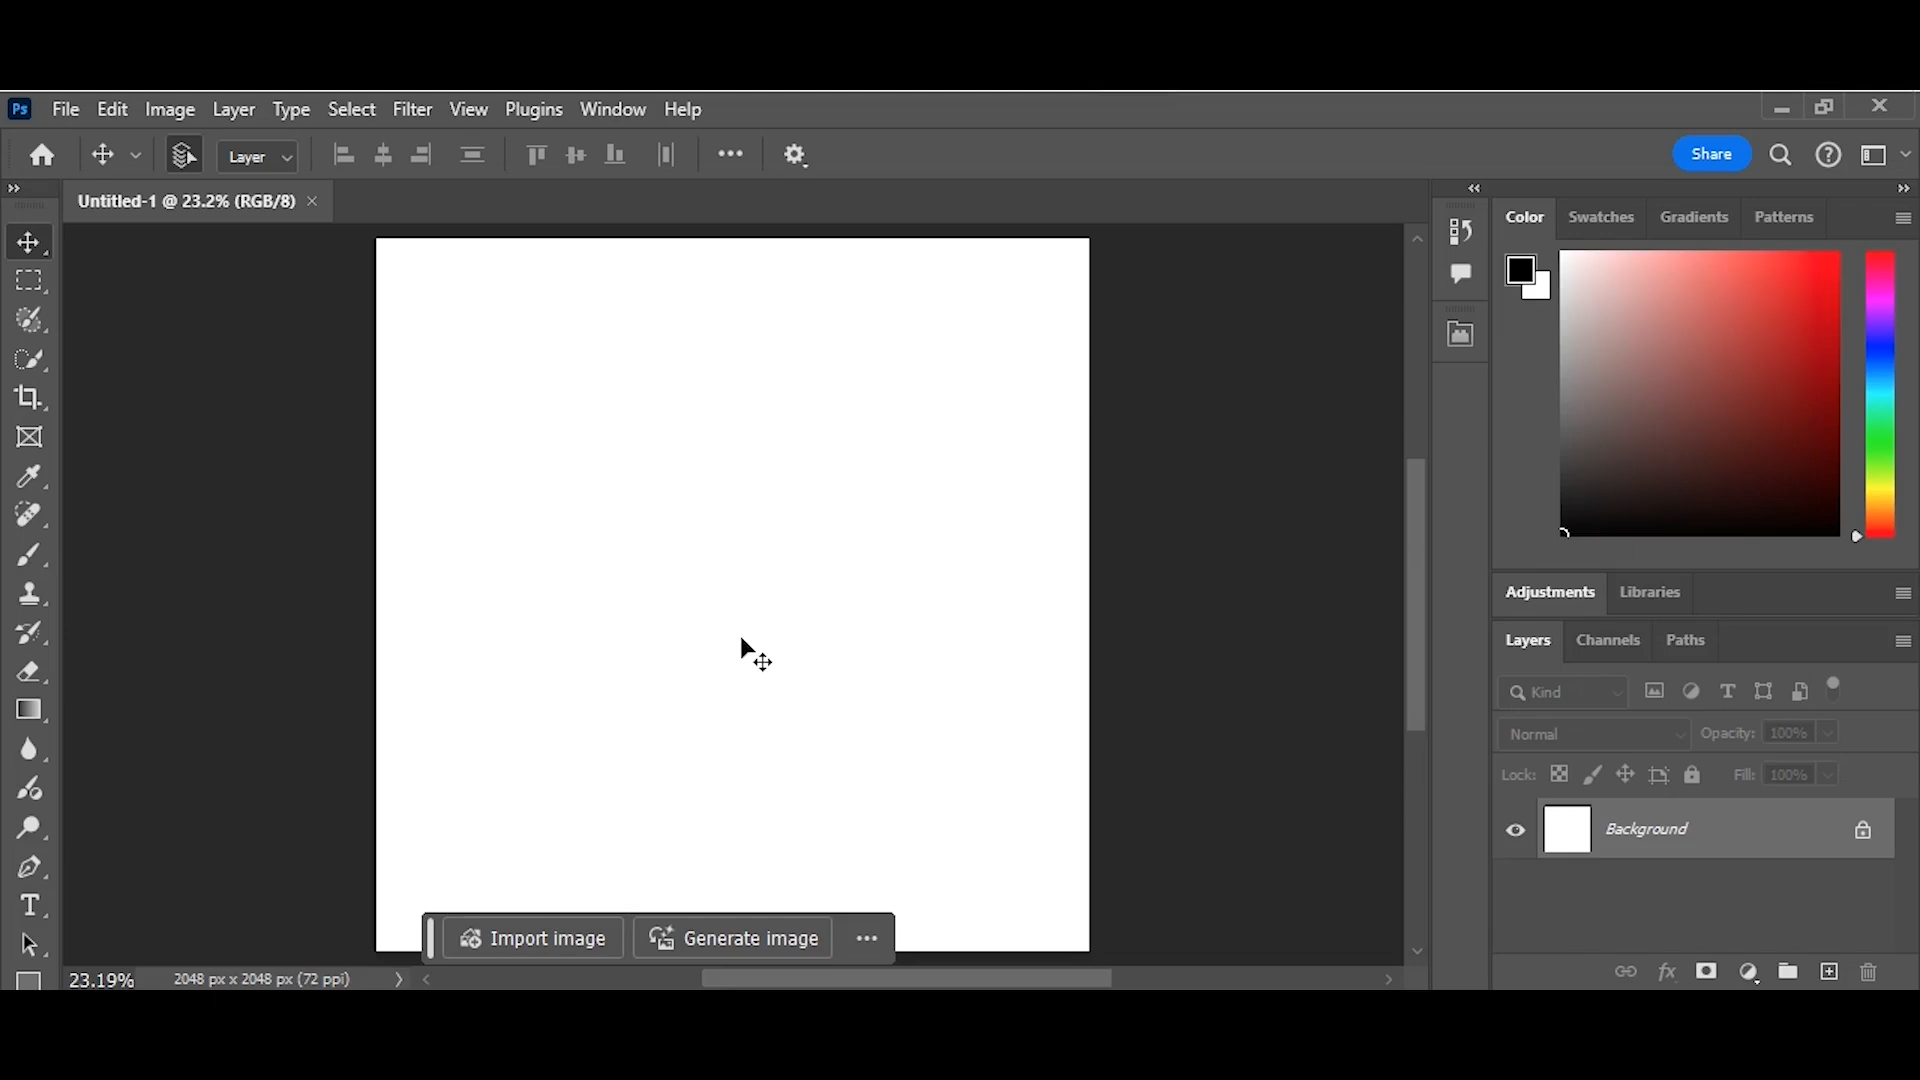 Ps File Edit Image Layer Type Select Filter View Plugins Window Help
Layer Share
Untitled-1 @ 23.2% (RGB/8)
Color Swatches Gradients Patterns
Adjustments Libraries
Layers Channels Paths
Kind
Normal Opacity: 100%
Lock: Fill: 100%
Background
Import image Generate image
23.19% 2048 px x 2048 px (72 ppi)
fx